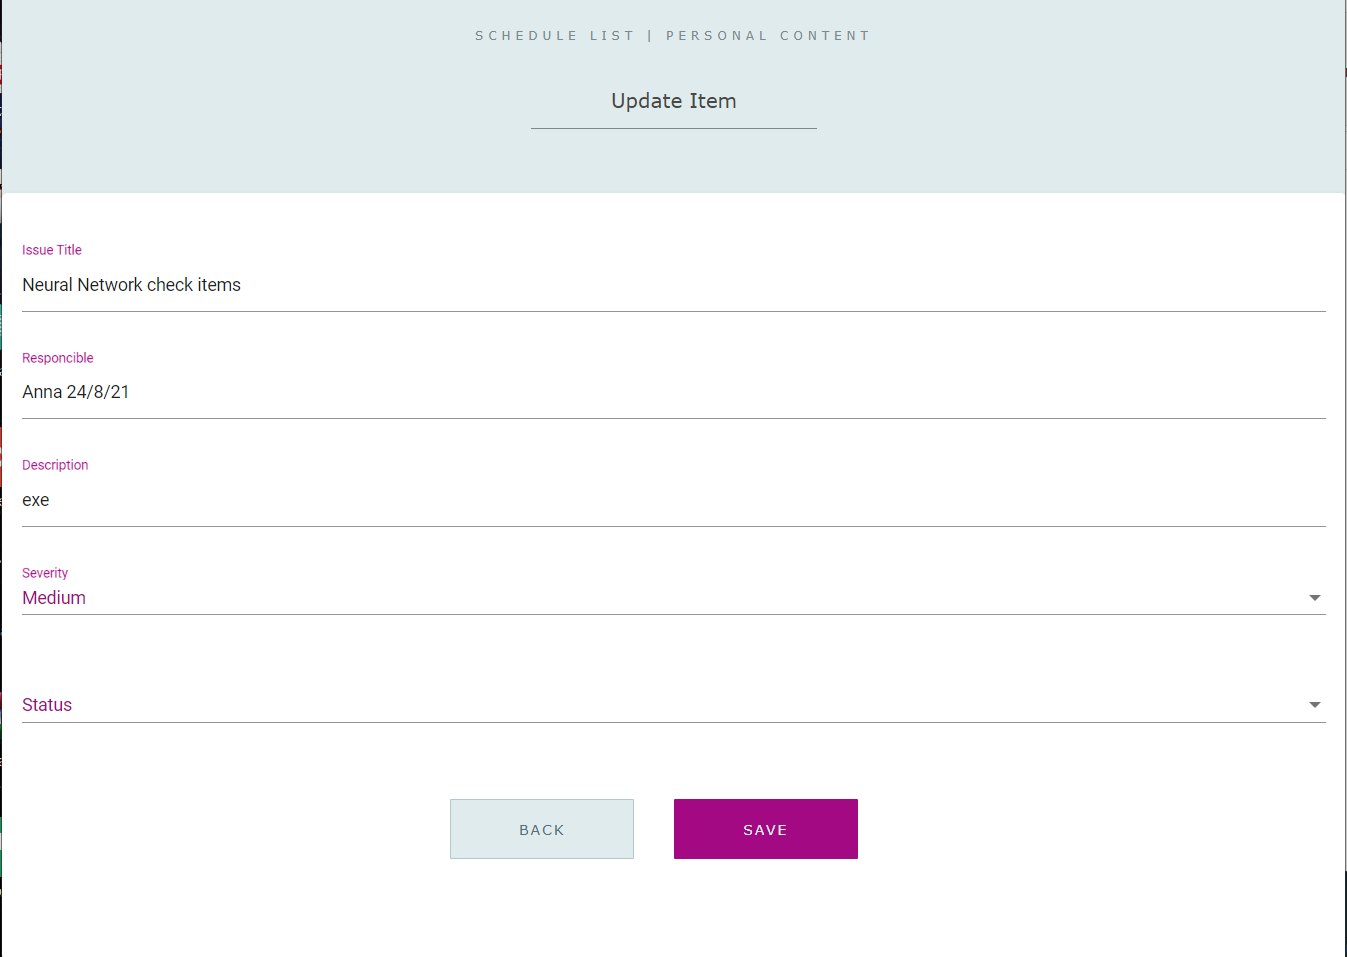 SCHEDULE LIST | PERSONAL CONTENT
Update Item
Issue Title
Neural Network check items
Responcible
Anna 24/8/21
Description
exe
Severity
Medium
Status
BACK
SAVE